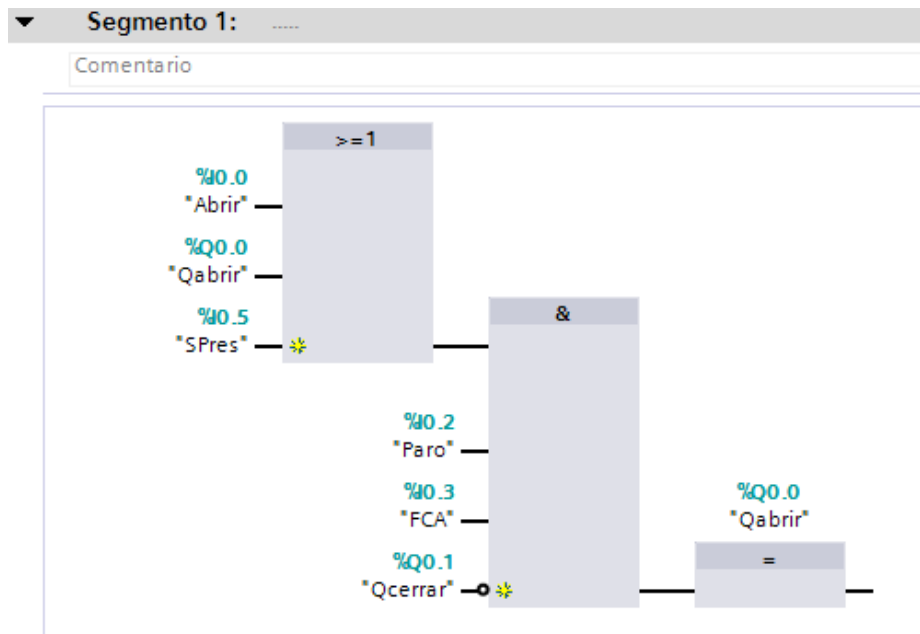 Segmento 1: .....
Comentario
>=1
%I0.0
"Abrir"
%Q0.0
"Qabrir"
%I0.5
"SPres"
&
%I0.2
"Paro"
%I0.3
"FCA"
%Q0.1
"Qcerrar"
%Q0.0
"Qabrir"
=